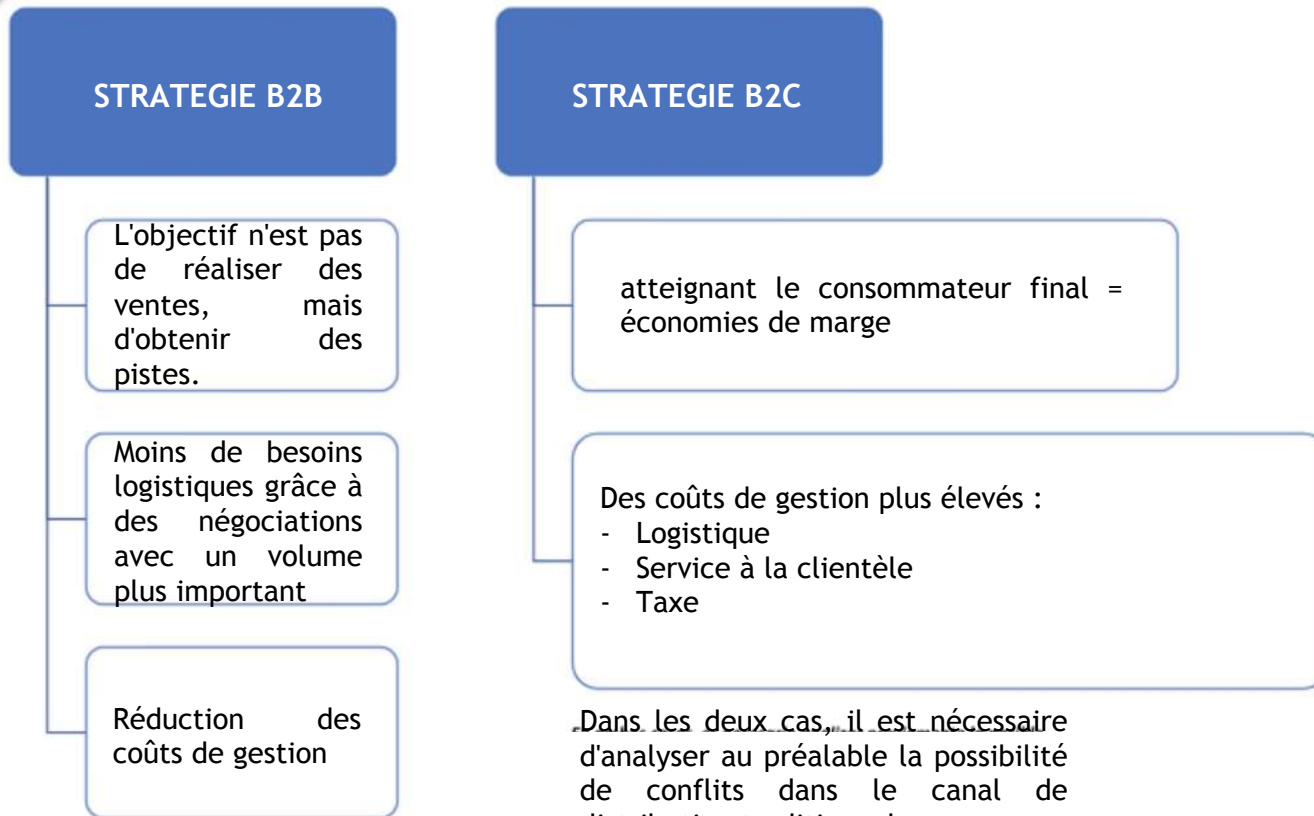 STRATEGIE B2B
L'objectif n'est pas
de réaliser des
ventes, mais
d'obtenir des
pistes.
Moins de besoins
logistiques grâce à
des négociations
avec un volume
plus important
Réduction des
coûts de gestion
STRATEGIE B2C
atteignant le consommateur final =
économies de marge
Des coûts de gestion plus élevés :
- Logistique
- Service à la clientèle
- Taxe
Dans les deux cas, il est nécessaire
d'analyser au préalable la possibilité
de conflits dans le canal de